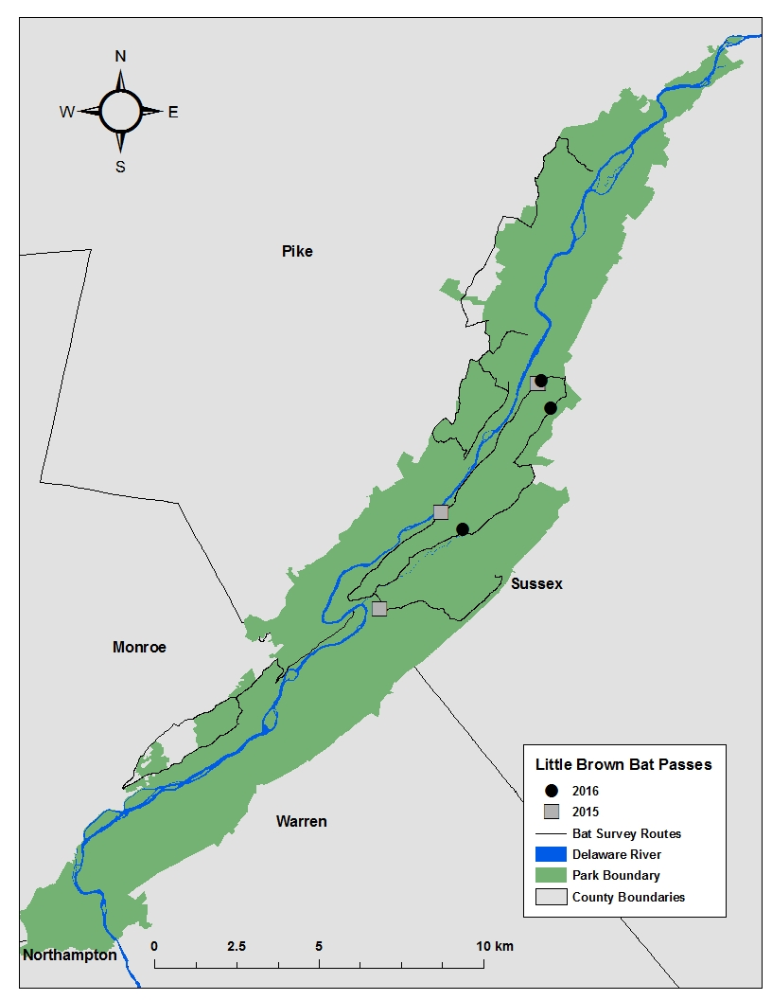 N
W E
S
Pike
Sussex
Monroe
Little Brown Bat Passes
2016
2015
Bat Survey Routes
Delaware River
Park Boundary
County Boundaries
Warren
Northampton
0 2.5 5 10 km